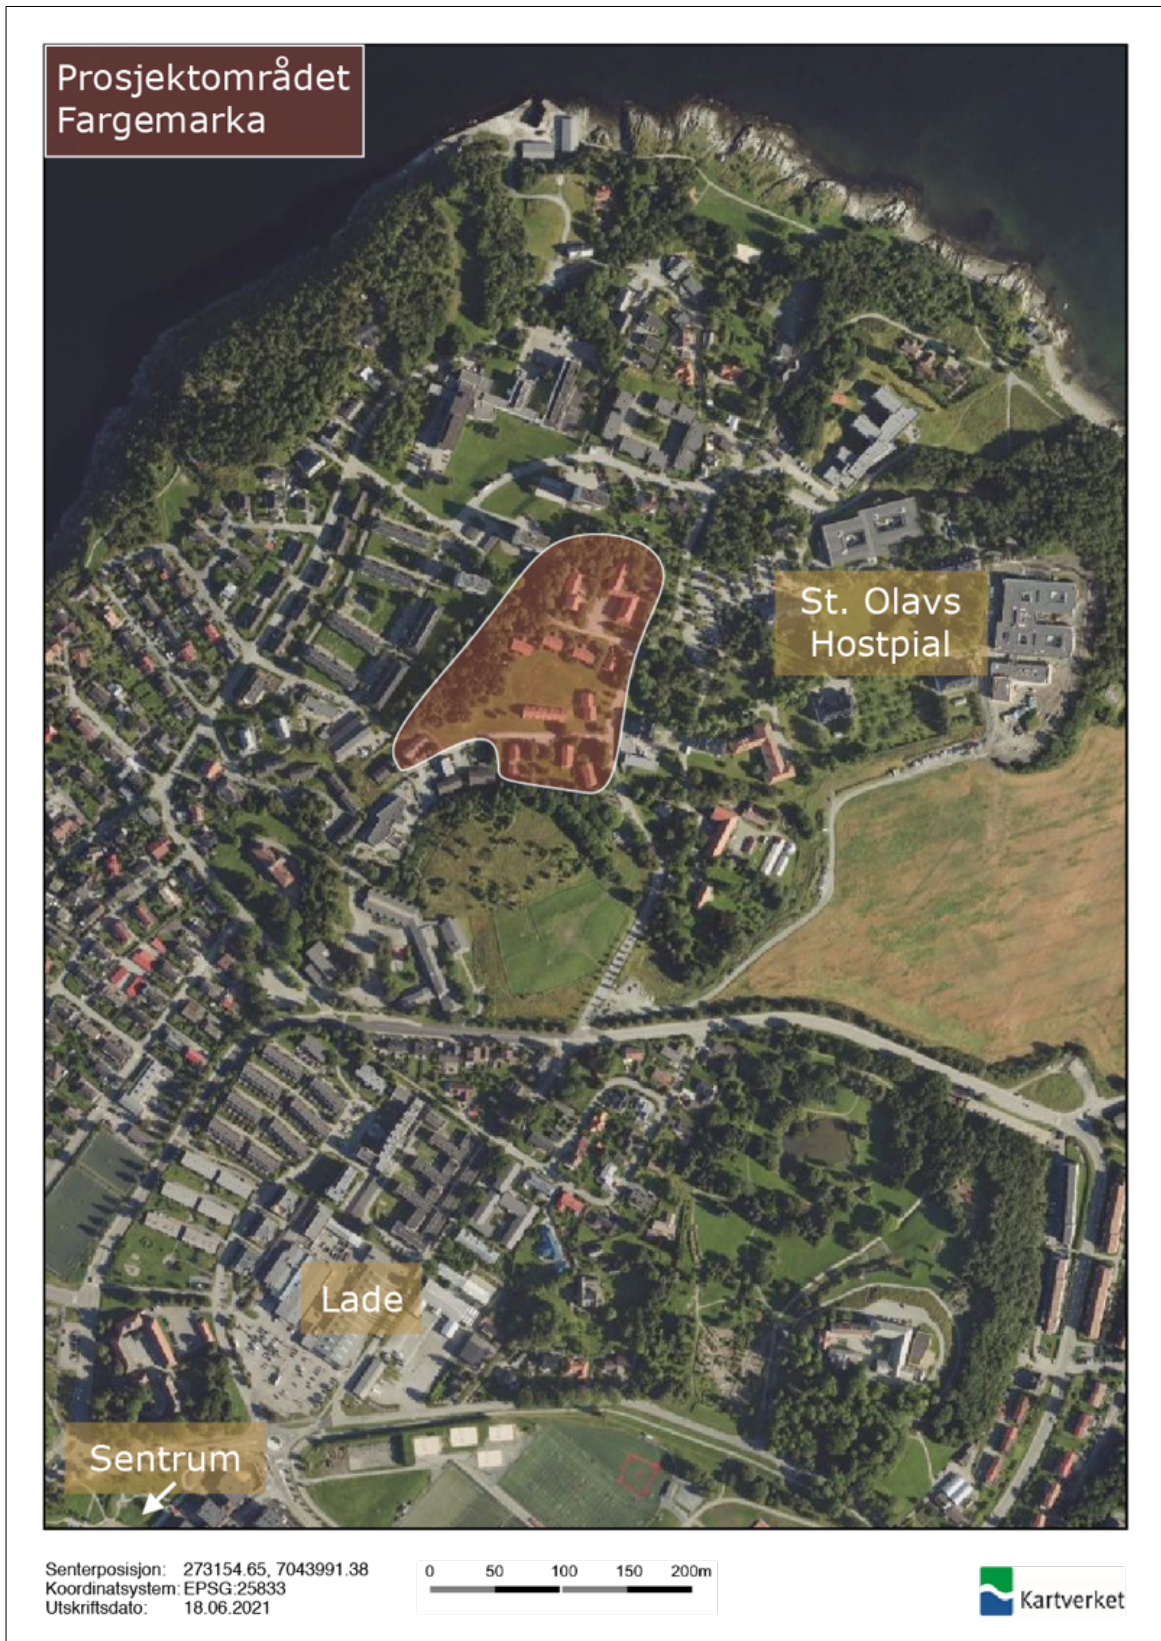 Prosjektområdet
Fargemarka
St. Olavs
Hostpial
Lade
Sentrum
Senterposisjon: 273154.65, 7043991.38
Koordinatsystem: EPSG:25833
Utskriftsdato: 18.06.2021
0 50 100 150 200m
Kartverket